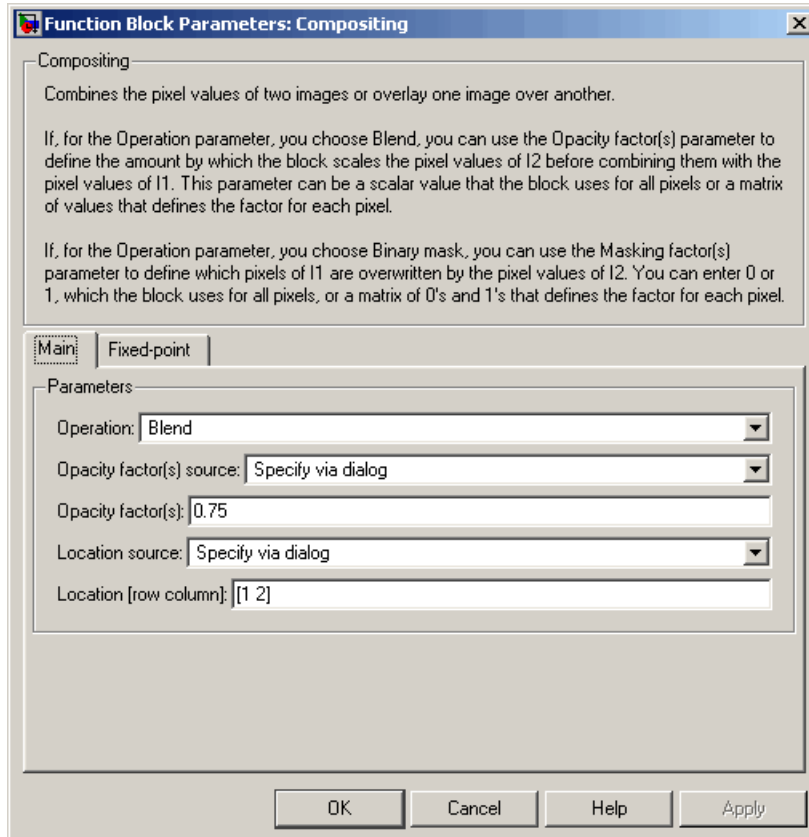 Function Block Parameters: Compositing
Compositing
Combines the pixel values of two images or overlay one image over another.
If, for the Operation parameter, you choose Blend, you can use the Opacity factor(s) parameter to
define the amount by which the block scales the pixel values of I2 before combining them with the
pixel values of I1. This parameter can be a scalar value that the block uses for all pixels or a matrix
of values that defines the factor for each pixel.
If, for the Operation parameter, you choose Binary mask, you can use the Masking factor(s)
parameter to define which pixels of I1 are overwritten by the pixel values of I2. You can enter 0 or
1, which the block uses for all pixels, or a matrix of 0's and 1's that defines the factor for each pixel.
Main Fixed-point
Parameters
Operation: Blend
Opacity factor(s) source: Specify via dialog
Opacity factor(s): 0.75
Location source: Specify via dialog
Location [row column]: [1 2]
OK Cancel Help Apply